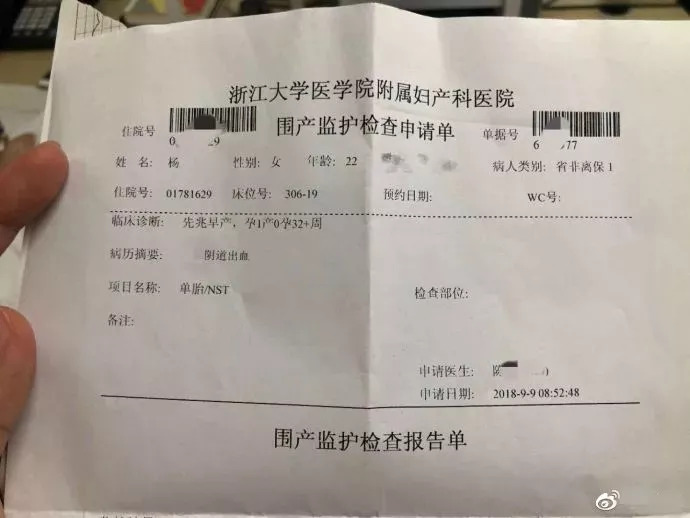 浙江大学医学院附属妇产科医院
围产监护检查申请单
住院号 0 29 单据号 6 77
姓 名: 杨 性别: 女 年龄: 22 病人类别: 省非离保 1
住院号: 01781629 床位号: 306-19 预约日期: WC号:
临床诊断: 先兆早产, 孕1产0孕32+周
病历摘要: 阴道出血
项目名称: 单胎/NST 检查部位:
备注:
申请医生: 陈
申请日期: 2018-9-9 08:52:48
围产监护检查报告单